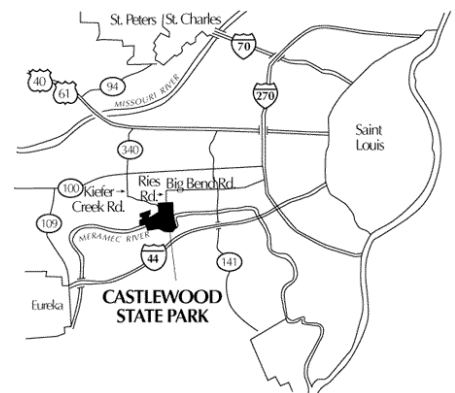 St. Peters
St. Charles
70
40
61
94
MISSOURI RIVER
270
Saint
Louis
340
100
Kiefer
Creek Rd.
Ries
Rd.
Big Bend Rd.
109
MERAMEC RIVER
44
141
Eureka
CASTLEWOOD
STATE PARK